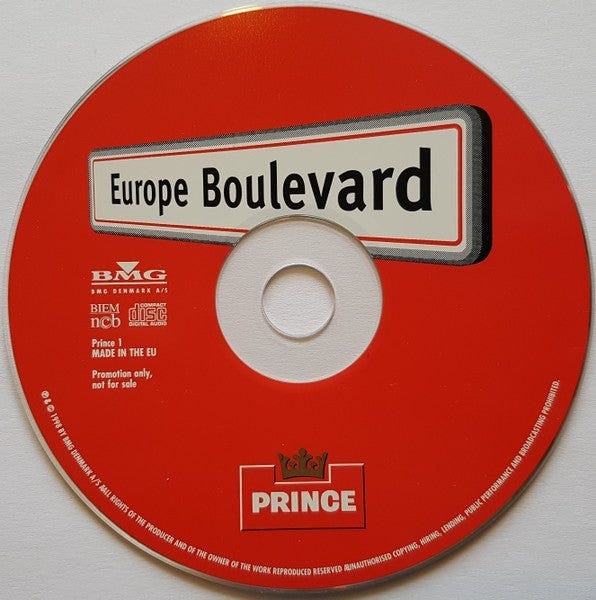 Europe Boulevard
BMG
BMG DENMARK A/S
BIEM
ncb
COMPACT
disc
DIGITAL AUDIO
Prince 1
MADE IN THE EU
Promotion only,
not for sale
PRINCE
℗ & © 1998 BY BMG DENMARK A/S ALL RIGHTS OF THE PRODUCER AND OF THE OWNER OF THE WORK REPRODUCED RESERVED UNAUTHORISED COPYING, HIRING, LENDING, PUBLIC PERFORMANCE AND BROADCASTING PROHIBITED.